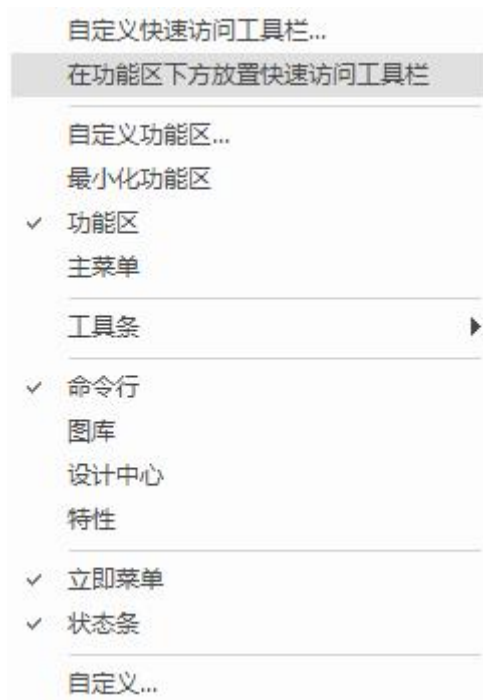 自定义快速访问工具栏...
在功能区下方放置快速访问工具栏
自定义功能区...
最小化功能区
功能区
主菜单
工具条
命令行
图库
设计中心
特性
立即菜单
状态条
自定义...